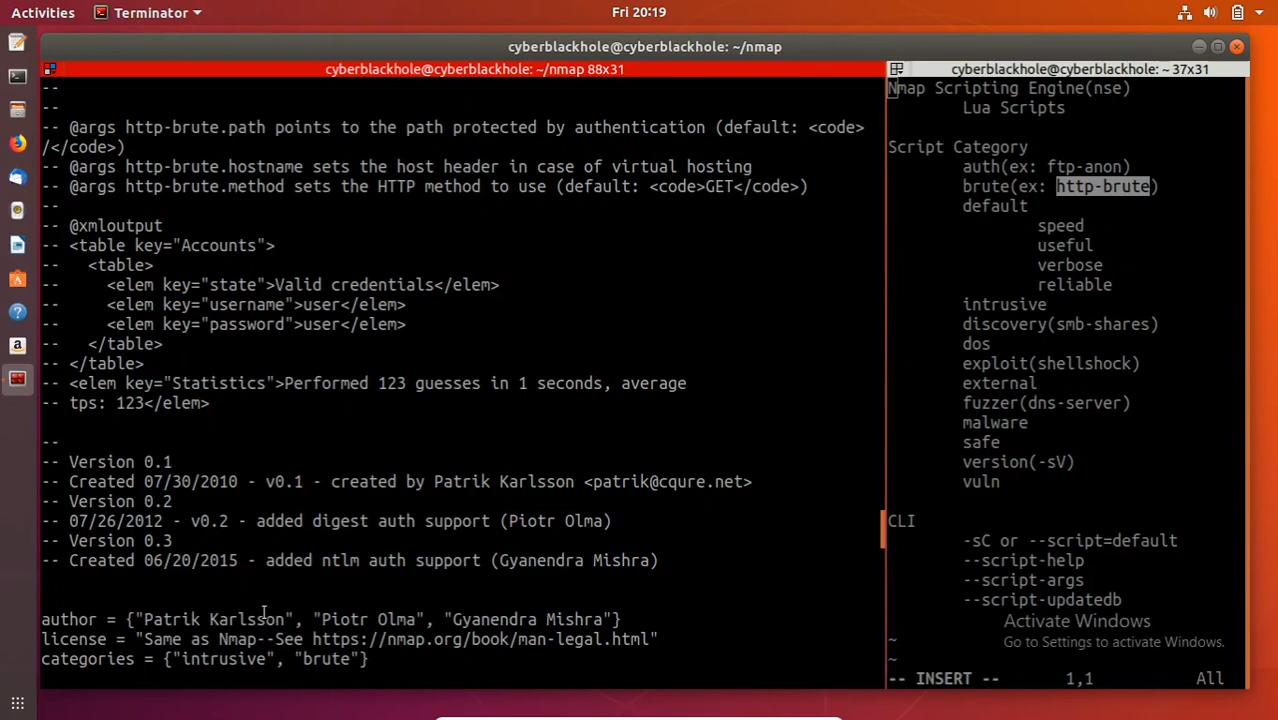 Activities
Terminator
Fri 20:19
cyberblackhole@cyberblackhole: ~/nmap
cyberblackhole@cyberblackhole: ~/nmap 88x31
--
--
-- @args http-brute.path points to the path protected by authentication (default: <code>
/</code>)
-- @args http-brute.hostname sets the host header in case of virtual hosting
-- @args http-brute.method sets the HTTP method to use (default: <code>GET</code>)
--
-- @xmloutput
-- <table key="Accounts">
--   <table>
--     <elem key="state">Valid credentials</elem>
--     <elem key="username">user</elem>
--     <elem key="password">user</elem>
--   </table>
-- </table>
-- <elem key="Statistics">Performed 123 guesses in 1 seconds, average
-- tps: 123</elem>
--
-- Version 0.1
-- Created 07/30/2010 - v0.1 - created by Patrik Karlsson <patrik@cqure.net>
-- Version 0.2
-- 07/26/2012 - v0.2 - added digest auth support (Piotr Olma)
-- Version 0.3
-- Created 06/20/2015 - added ntlm auth support (Gyanendra Mishra)
author = {"Patrik Karlsson", "Piotr Olma", "Gyanendra Mishra"}
license = "Same as Nmap--See https://nmap.org/book/man-legal.html"
categories = {"intrusive", "brute"}
cyberblackhole@cyberblackhole: ~ 37x31
Nmap Scripting Engine(nse)
Lua Scripts
Script Category
auth(ex: ftp-anon)
brute(ex: http-brute)
default
speed
useful
verbose
reliable
intrusive
discovery(smb-shares)
dos
exploit(shellshock)
external
fuzzer(dns-server)
malware
safe
version(-sV)
vuln
CLI
-sC or --script=default
--script-help
--script-args
--script-updatedb
Activate Windows
Go to Settings to activate Windows.
~
~
-- INSERT --
1,1
All